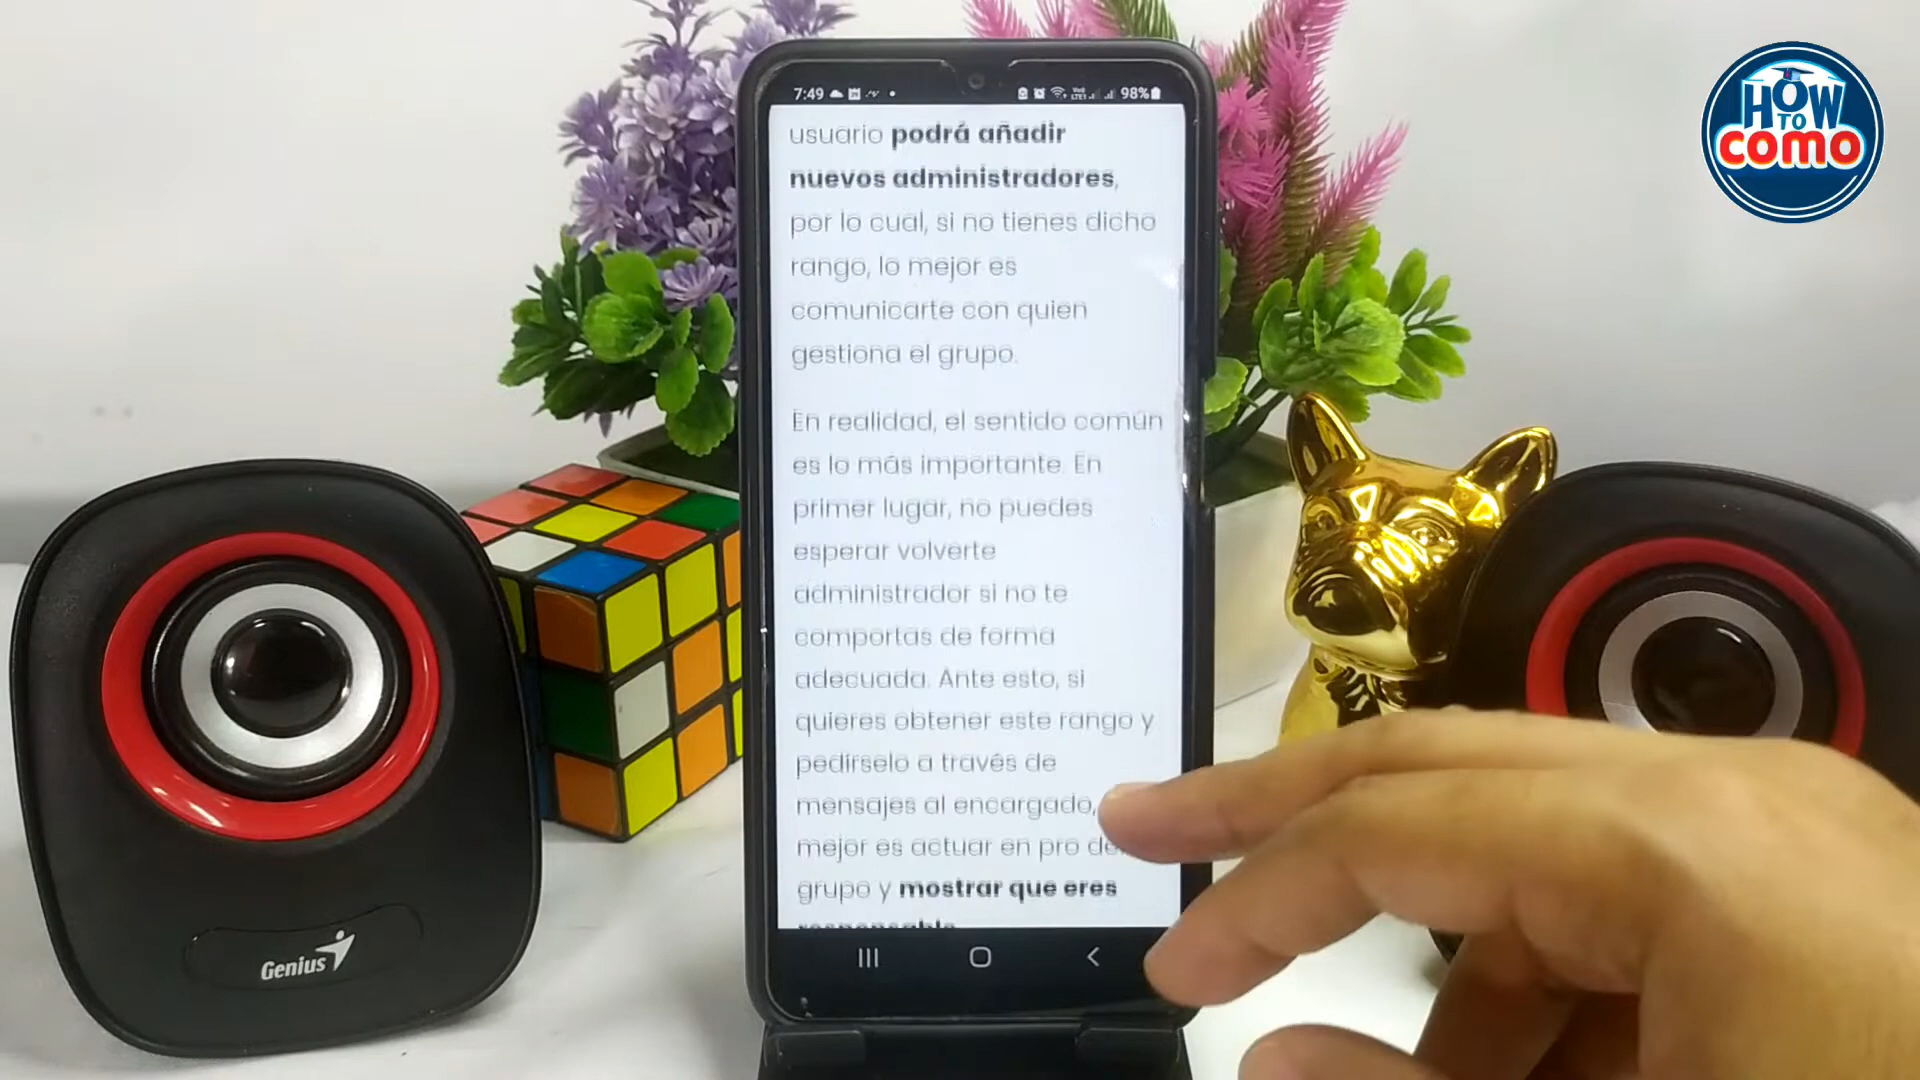 7:49
98%
usuario podrá añadir
nuevos administradores,
por lo cual, si no tienes dicho
rango, lo mejor es
comunicarte con quien
gestiona el grupo.
En realidad, el sentido común
es lo más importante. En
primer lugar, no puedes
esperar volverte
administrador si no te
comportas de forma
adecuada. Ante esto, si
quieres obtener este rango y
pedírselo a través de
mensajes al encargado,
mejor es actuar en pro
grupo y mostrar que eres
responsable
HOW
TO
como
Genius